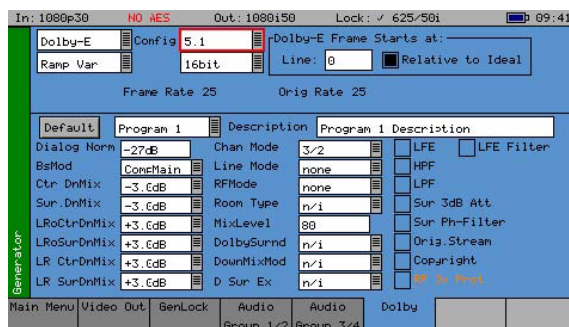 In: 1080p30 NO AES Out: 1080i50 Lock: ✓ 625/50i 09:41
Dolby-E Config 5.1 Dolby-E Frame Starts at:
Ramp Var 16bit Line: 0 Relative to Ideal
Frame Rate 25 Orig Rate 25
Default Program 1 Description Program 1 Description
Dialog Norm -27dB Chan Mode 3/2 LFE LFE Filter
BsMod CompMain Line Mode none HPF
Ctr DnMix -3.0dB RFMode none LPF
Sur.DnMix -3.0dB Room Type n/i Sur 3dB Att
LRoCtrDnMix +3.0dB MixLevel 80 Sur Ph-Filter
LRoSurDnMix +3.0dB DolbySurnd n/i Orig.Stream
LR CtrDnMix +3.0dB DownMixMod n/i Copyright
LR SurDnMix +3.0dB D Sur Ex n/i
Generator
Main Menu Video Out GenLock Audio Audio Dolby
Group 1/2 Group 3/4